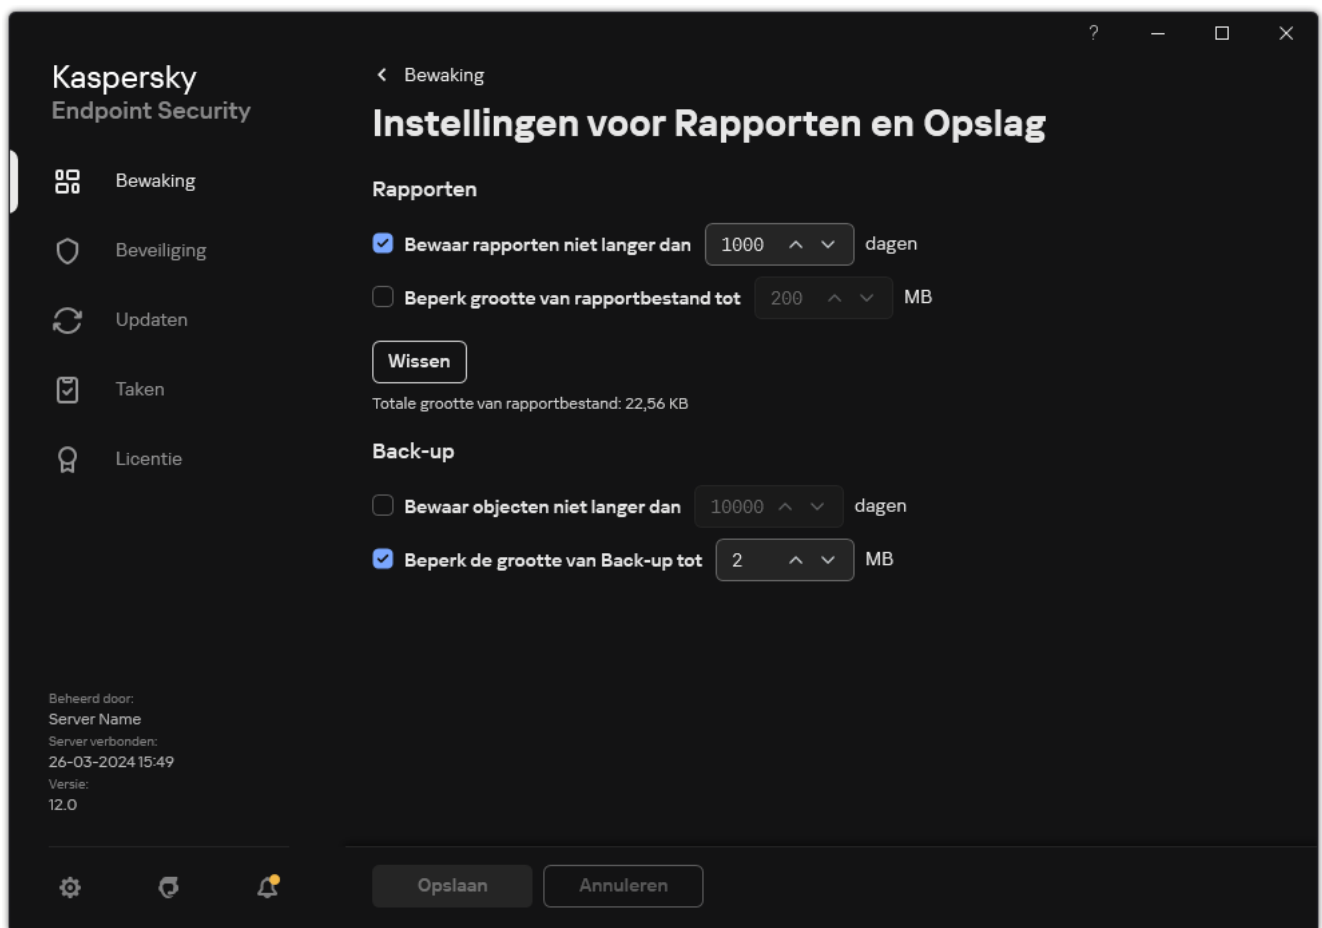 ?
Kaspersky
Endpoint Security
Bewaking
Beveiliging
Updaten
Taken
Licentie
Beheerd door:
Server Name
Server verbonden:
26-03-2024 15:49
Versie:
12.0
Bewaking
Instellingen voor Rapporten en Opslag
Rapporten
Bewaar rapporten niet langer dan 1000 dagen
Beperk grootte van rapportbestand tot 200 MB
Wissen
Totale grootte van rapportbestand: 22,56 KB
Back-up
Bewaar objecten niet langer dan 10000 dagen
Beperk de grootte van Back-up tot 2 MB
Opslaan Annuleren